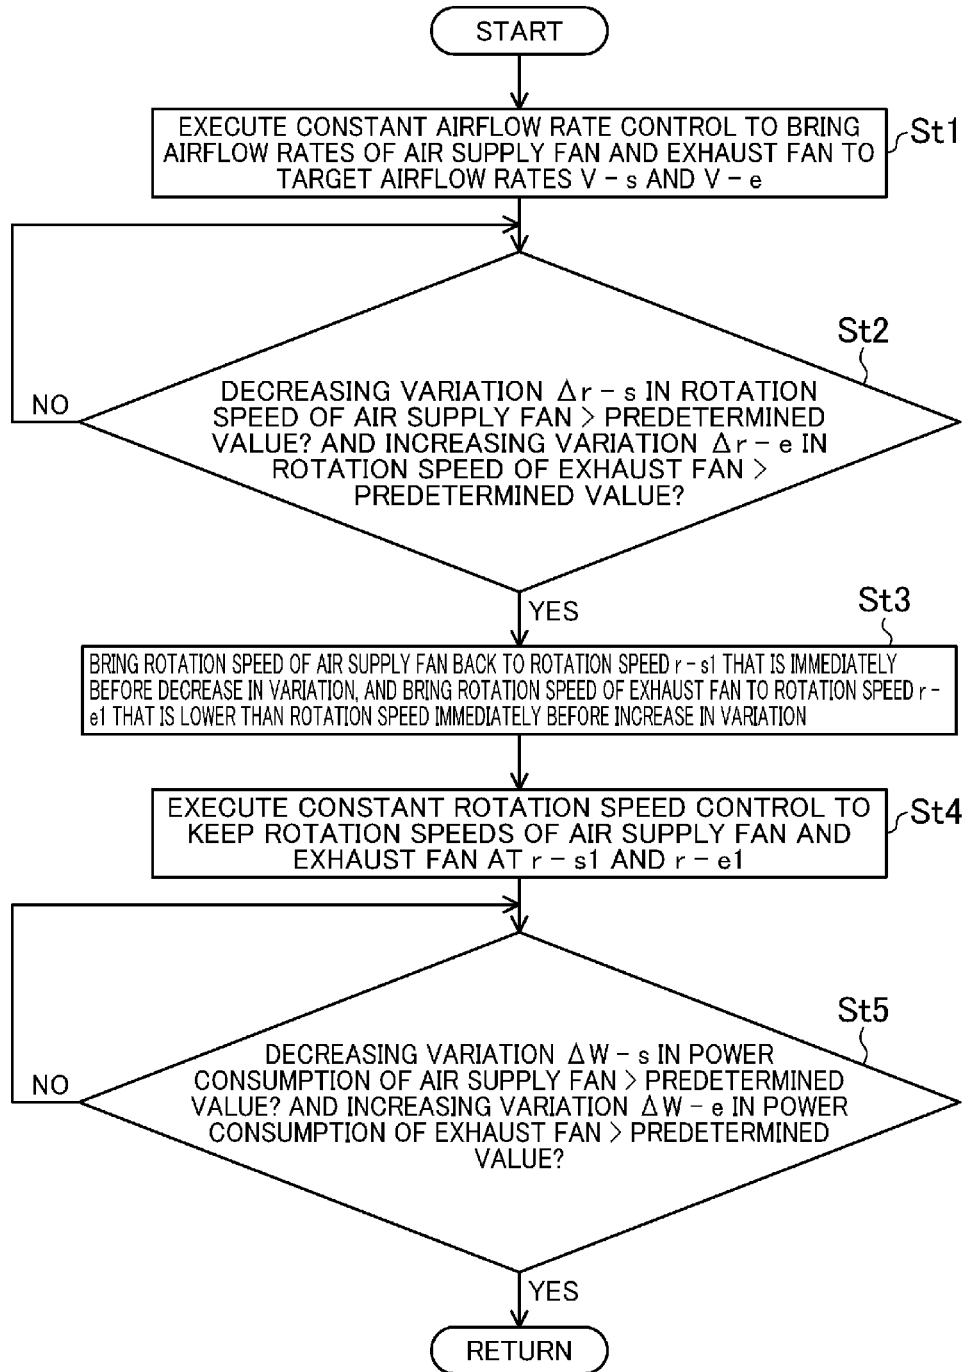 START
EXECUTE CONSTANT AIRFLOW RATE CONTROL TO BRING
AIRFLOW RATES OF AIR SUPPLY FAN AND EXHAUST FAN TO
TARGET AIRFLOW RATES V-s AND V-e
St1
St2
DECREASING VARIATION Δr-s IN ROTATION
SPEED OF AIR SUPPLY FAN > PREDETERMINED
VALUE? AND INCREASING VARIATION Δr-e IN
ROTATION SPEED OF EXHAUST FAN >
PREDETERMINED VALUE?
NO
YES
St3
BRING ROTATION SPEED OF AIR SUPPLY FAN BACK TO ROTATION SPEED r-s1 THAT IS IMMEDIATELY
BEFORE DECREASE IN VARIATION, AND BRING ROTATION SPEED OF EXHAUST FAN TO ROTATION SPEED r-
e1 THAT IS LOWER THAN ROTATION SPEED IMMEDIATELY BEFORE INCREASE IN VARIATION
EXECUTE CONSTANT ROTATION SPEED CONTROL TO
KEEP ROTATION SPEEDS OF AIR SUPPLY FAN AND
EXHAUST FAN AT r-s1 AND r-e1
St4
St5
DECREASING VARIATION ΔW-s IN POWER
CONSUMPTION OF AIR SUPPLY FAN > PREDETERMINED
VALUE? AND INCREASING VARIATION ΔW-e IN POWER
CONSUMPTION OF EXHAUST FAN > PREDETERMINED
VALUE?
NO
YES
RETURN